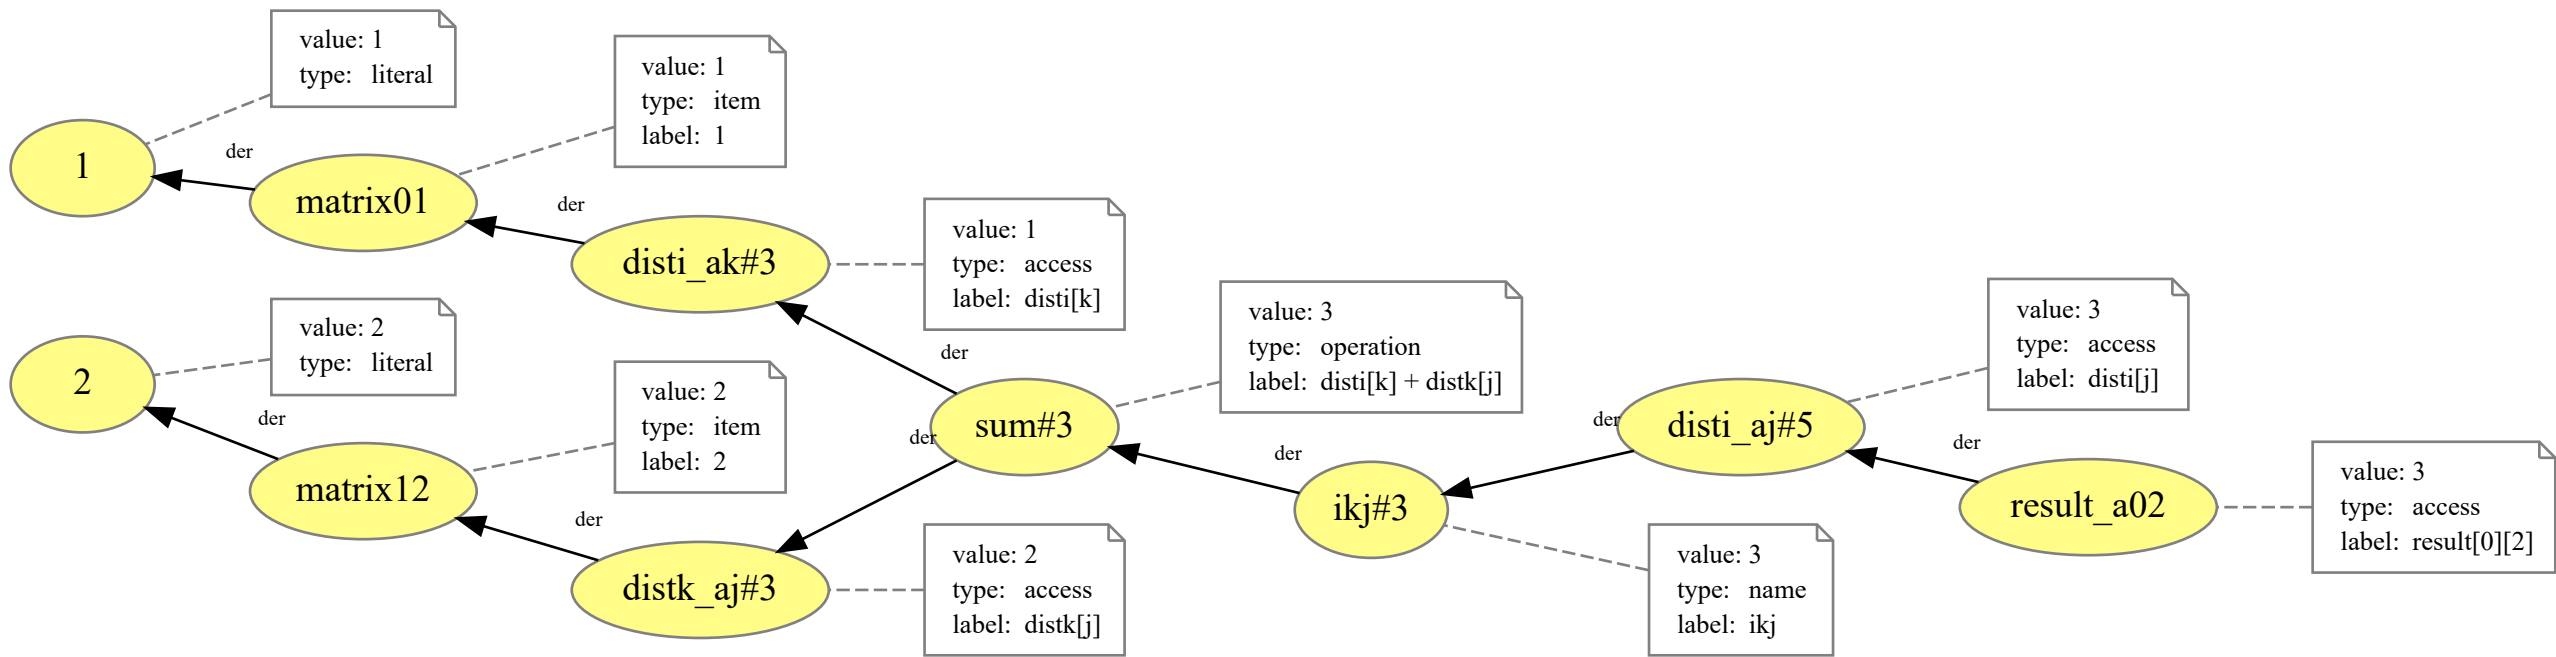 value: 1
type: literal
1
der
matrix01
value: 1
type: item
label: 1
der
disti_ak#3
value: 1
type: access
label: disti[k]
2
value: 2
type: literal
der
matrix12
value: 2
type: item
label: 2
der
distk_aj#3
value: 2
type: access
label: distk[j]
der
der
sum#3
value: 3
type: operation
label: disti[k] + distk[j]
der
ikj#3
value: 3
type: name
label: ikj
der
disti_aj#5
value: 3
type: access
label: disti[j]
der
result_a02
value: 3
type: access
label: result[0][2]